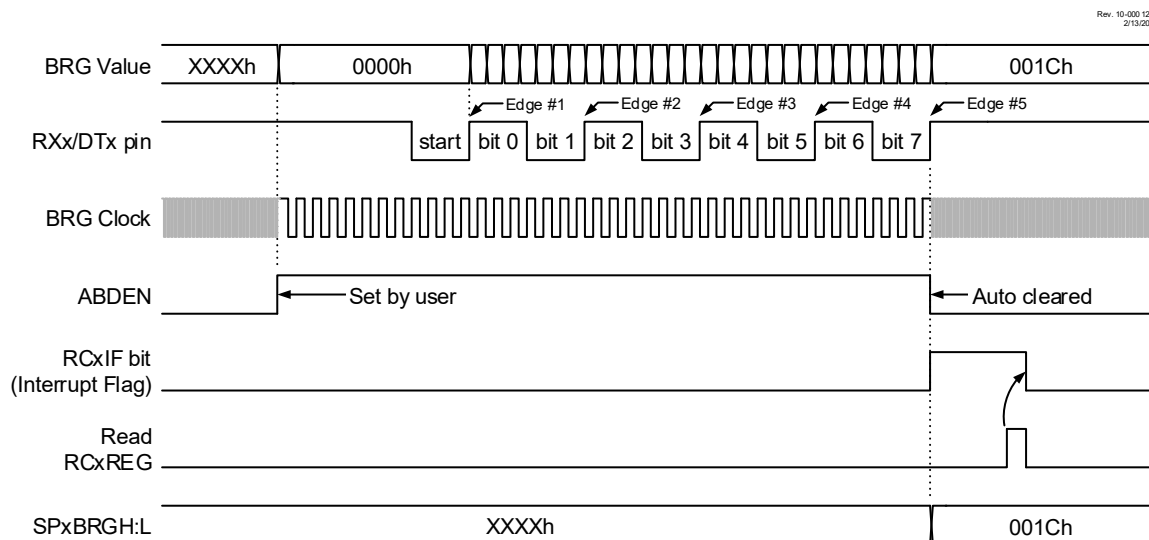 Rev. 10-000 12
2/13/20
BRG Value XXXXh 0000h 001Ch
Edge #1 Edge #2 Edge #3 Edge #4 Edge #5
RXx/DTx pin start bit 0 bit 1 bit 2 bit 3 bit 4 bit 5 bit 6 bit 7
BRG Clock
ABDEN Set by user Auto cleared
RCxIF bit
(Interrupt Flag)
Read
RCxREG
SPxBRGH:L XXXXh 001Ch